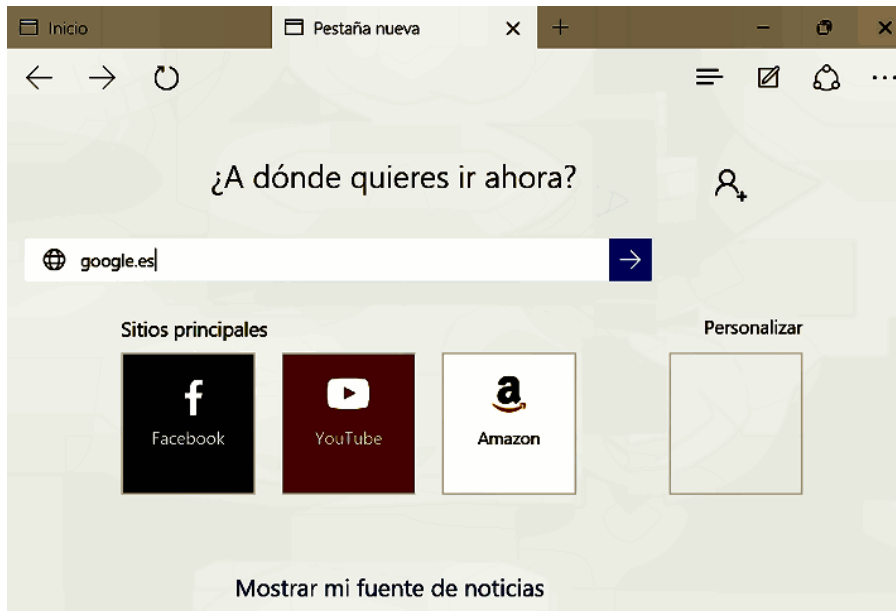 Inicio
Pestaña nueva
¿A dónde quieres ir ahora?
google.es
Sitios principales
Personalizar
Facebook
YouTube
a
Amazon
Mostrar mi fuente de noticias